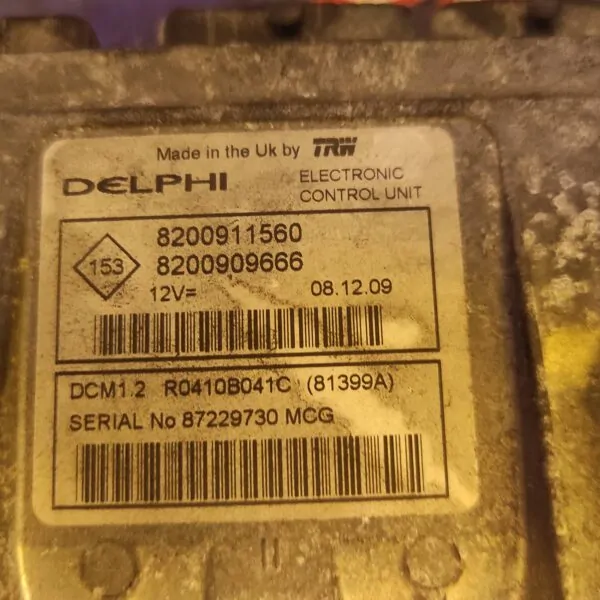 Made in the Uk by TRW
DELPHI ELECTRONIC
CONTROL UNIT
153
8200911560
8200909666
12V= 08.12.09
DCM1.2 R0410B041C (81399A)
SERIAL No 87229730 MCG